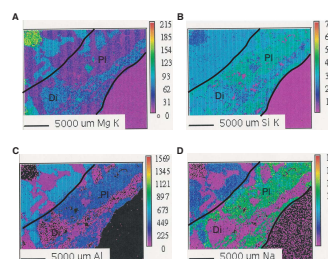 A
215
185
154
123
92
62
31
0
Pl
Di
5000 um Mg K
B
Pl
Di
5000 um Si K
C
1569
1345
1121
897
673
449
225
0
Pl
Di
5000 um Al
D
Pl
Di
5000 um Na